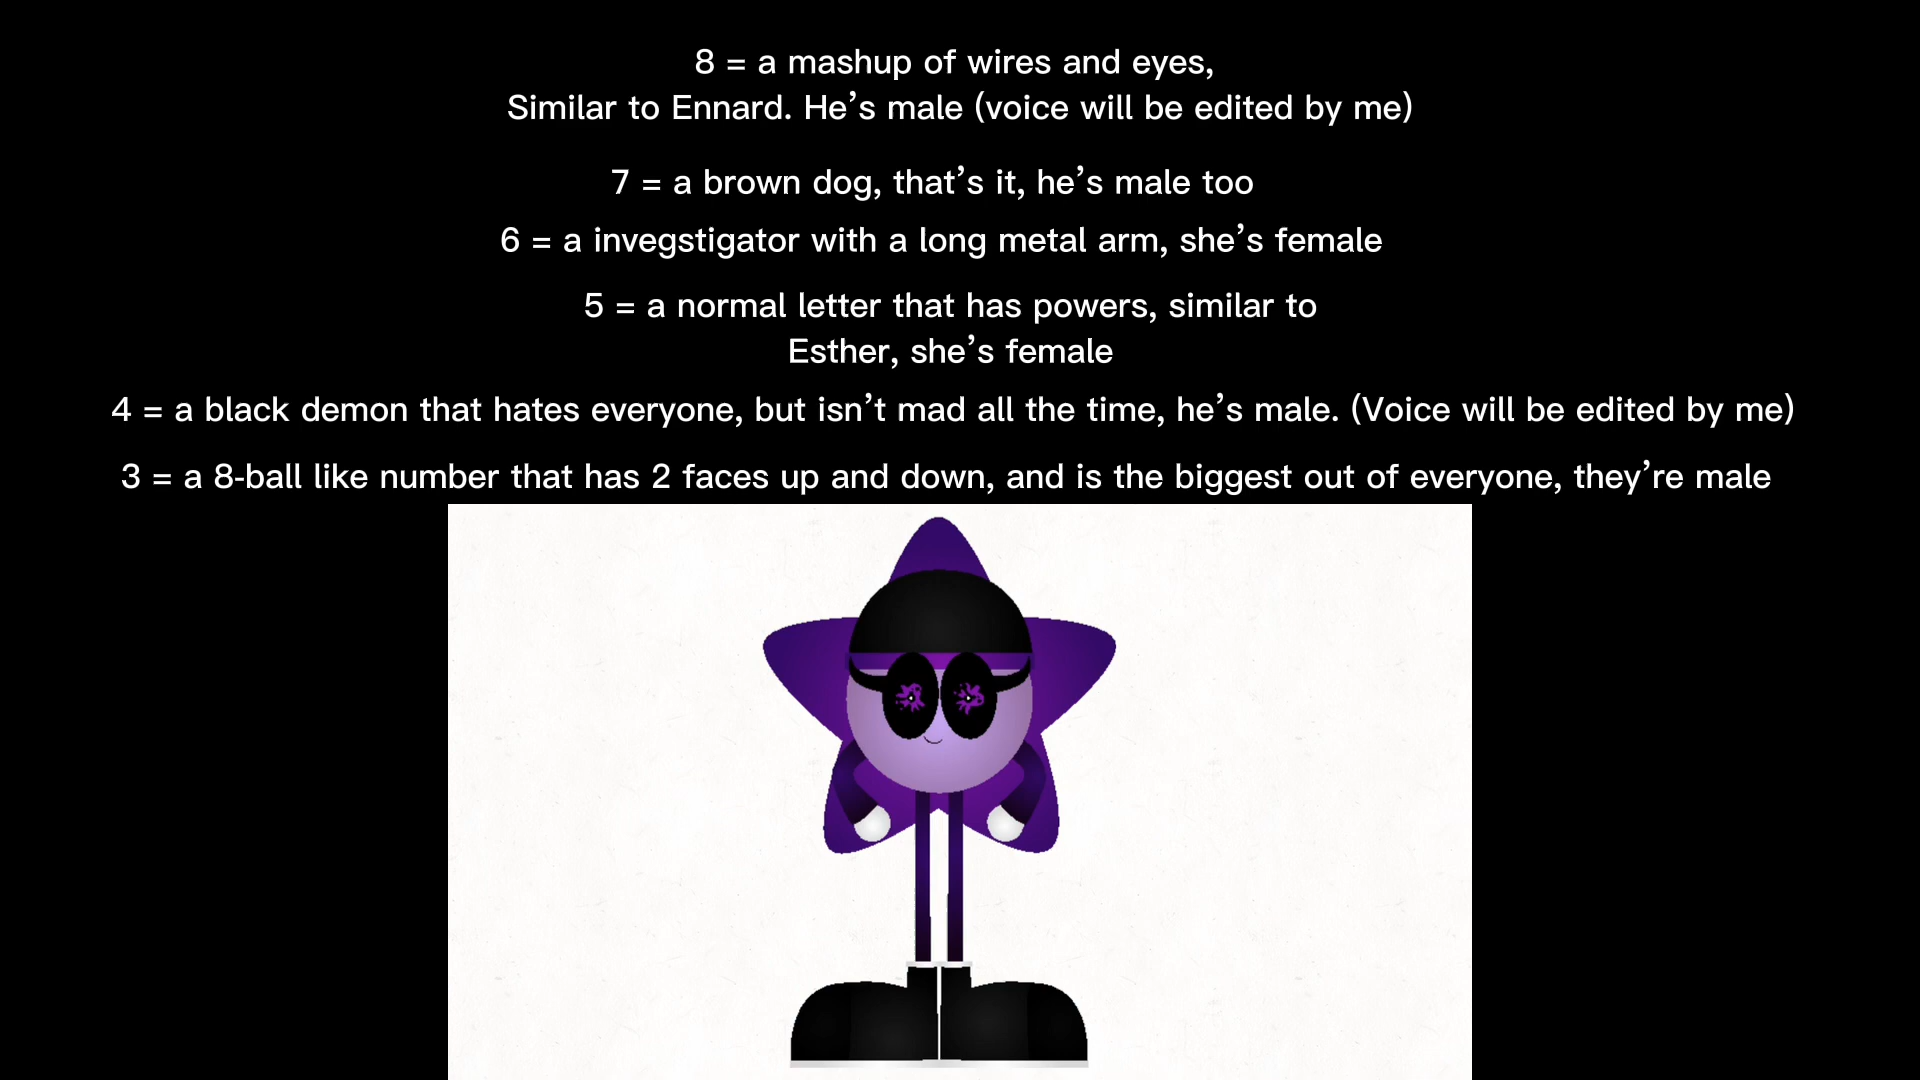 8 = a mashup of wires and eyes,
Similar to Ennard. He’s male (voice will be edited by me)
7 = a brown dog, that’s it, he’s male too
6 = a invegstigator with a long metal arm, she’s female
5 = a normal letter that has powers, similar to
Esther, she’s female
4 = a black demon that hates everyone, but isn’t mad all the time, he’s male. (Voice will be edited by me)
3 = a 8-ball like number that has 2 faces up and down, and is the biggest out of everyone, they’re male